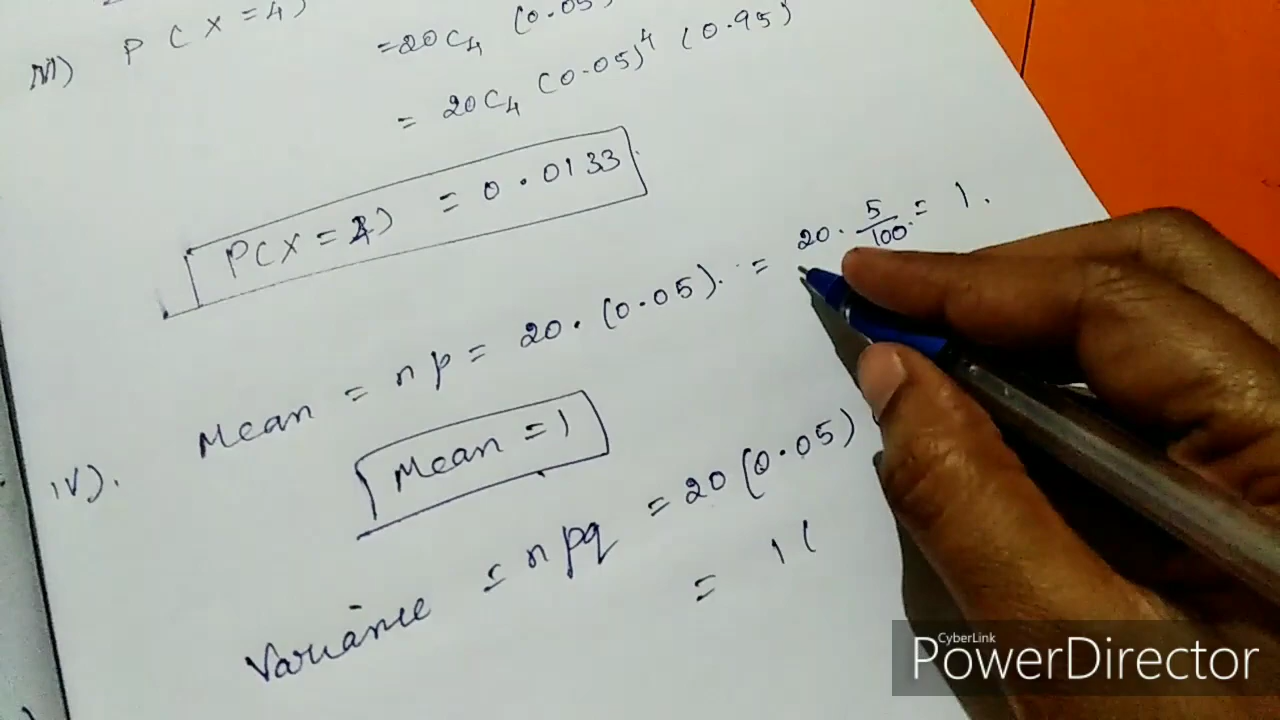 iii) P(X=4) = 20C₄ (0.05)
= 20C₄ (0.05)⁴ (0.95)
P(X=4) = 0.0133
iv). Mean = np = 20.(0.05). = 20 . 5/100 = 1.
Mean = 1
Variance = npq = 20(0.05)
= 1(
CyberLink
PowerDirector